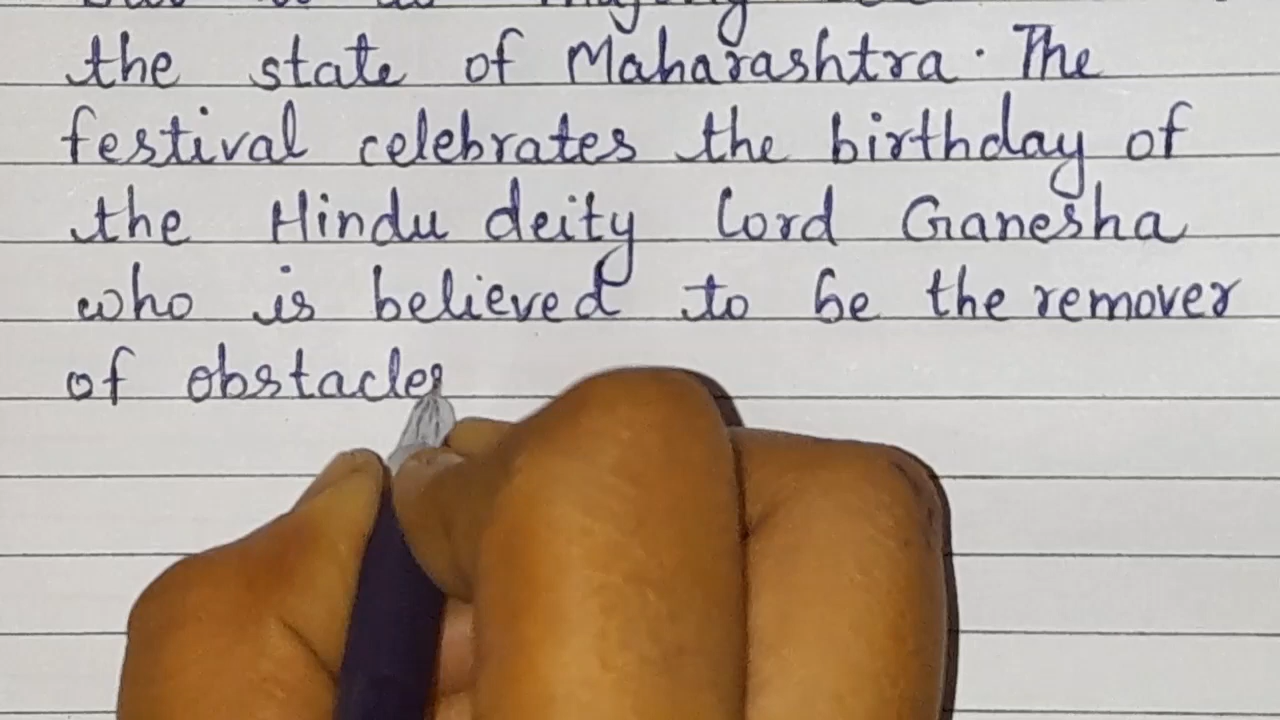 the state of Maharashtra. The
festival celebrates the birthday of
the Hindu deity Lord Ganesha
who is believed to be the remover
of obstacles